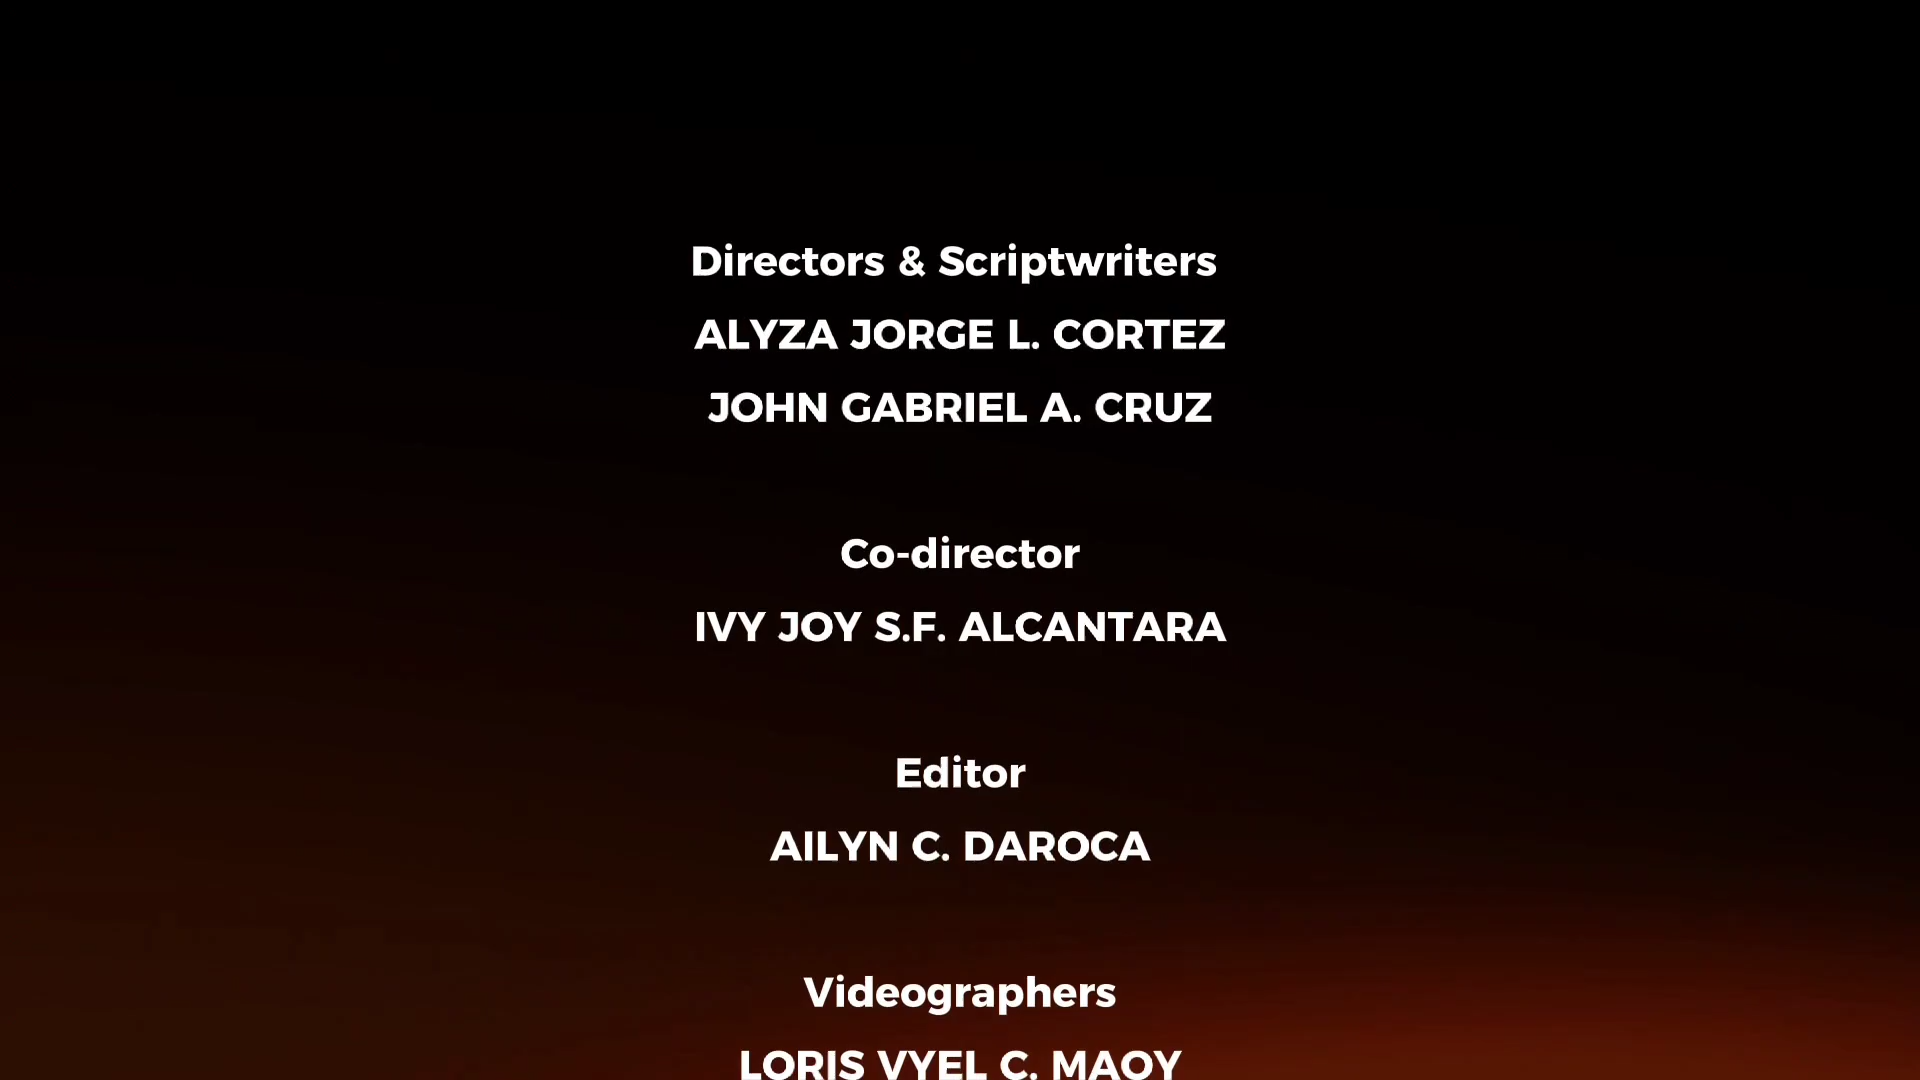 Directors & Scriptwriters
ALYZA JORGE L. CORTEZ
JOHN GABRIEL A. CRUZ
Co-director
IVY JOY S.F. ALCANTARA
Editor
AILYN C. DAROCA
Videographers
LORIS VYEL C. MAOY